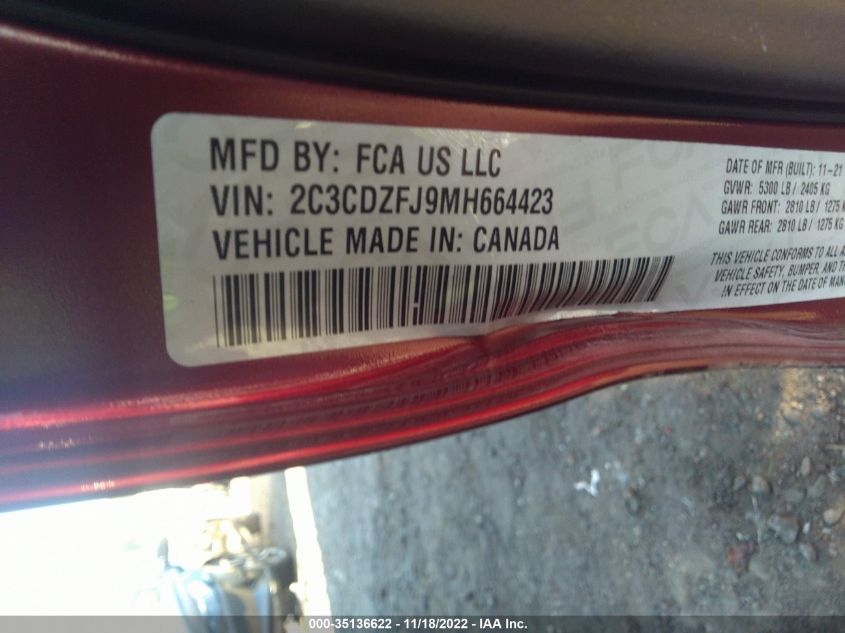 MFD BY: FCA US LLC
VIN: 2C3CDZFJ9MH664423
VEHICLE MADE IN: CANADA
DATE OF MFR (BUILT): 11-21
GVWR: 5300 LB / 2405 KG
GAWR FRONT: 2810 LB / 1275 K
GAWR REAR: 2810 LB / 1275 KG
THIS VEHICLE CONFORMS TO ALL A
VEHICLE SAFETY, BUMPER, AND TH
IN EFFECT ON THE DATE OF MAN
000-35136622 - 11/18/2022 - IAA Inc.